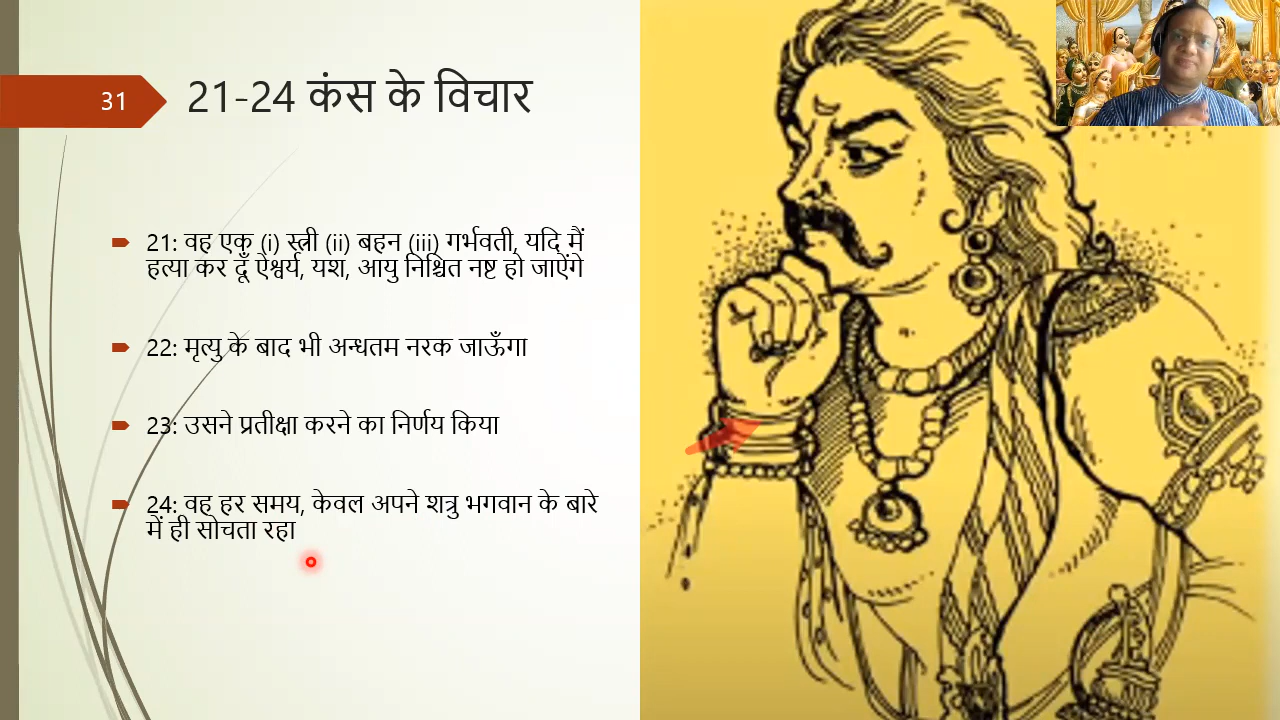 31
21-24 कंस के विचार
21: वह एक (i) स्त्री (ii) बहन (iii) गर्भवती, यदि मैं
हत्या कर दूँ ऐश्वर्य, यश, आयु निश्चित नष्ट हो जाऐंगे
22: मृत्यु के बाद भी अन्धतम नरक जाऊँगा
23: उसने प्रतीक्षा करने का निर्णय किया
24: वह हर समय, केवल अपने शत्रु भगवान के बारे
में ही सोचता रहा